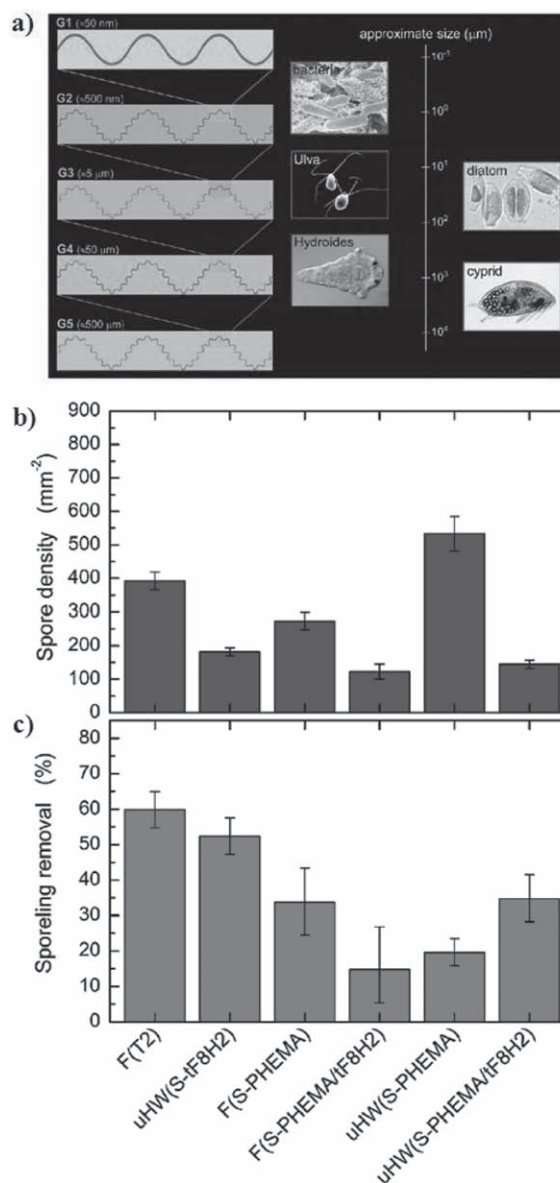 a)
G1 (≈50 nm)
G2 (≈500 nm)
G3 (≈5 µm)
G4 (≈50 µm)
G5 (≈500 µm)
bacteria
Ulva
Hydroides
approximate size (µm)
10⁻¹
10⁰
10¹
10²
10³
10⁴
diatom
cyprid
b)
Spore density (mm⁻²)
900
800
700
600
500
400
300
200
100
0
c)
Sporeling removal (%)
80
70
60
50
40
30
20
10
0
F(T2)
uHW(S-tF8H2)
F(S-PHEMA)
F(S-PHEMA/tF8H2)
uHW(S-PHEMA)
uHW(S-PHEMA/tF8H2)